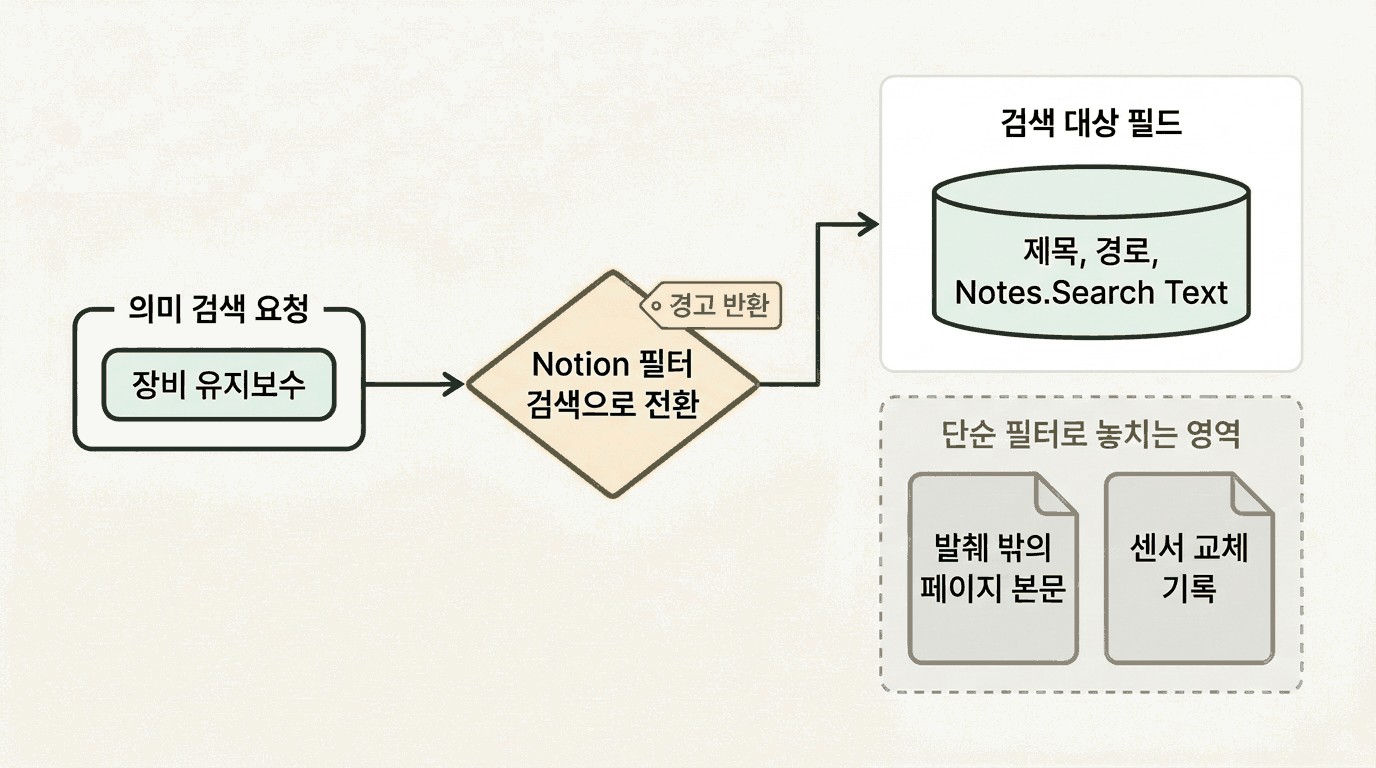 의미 검색 요청
장비 유지보수
경고 반환
Notion 필터
검색으로 전환
검색 대상 필드
제목, 경로,
Notes.Search Text
단순 필터로 놓치는 영역
발췌 밖의
페이지 본문
센서 교체
기록